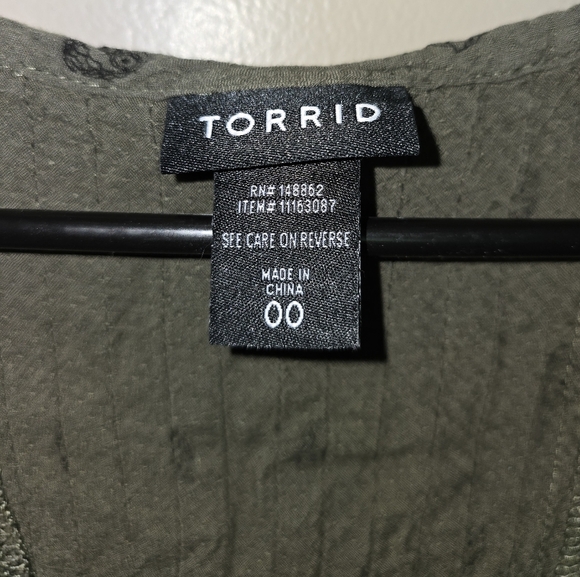 TORRID
RN# 148862
ITEM# 11163087
SEE CARE ON REVERSE
MADE IN
CHINA
00